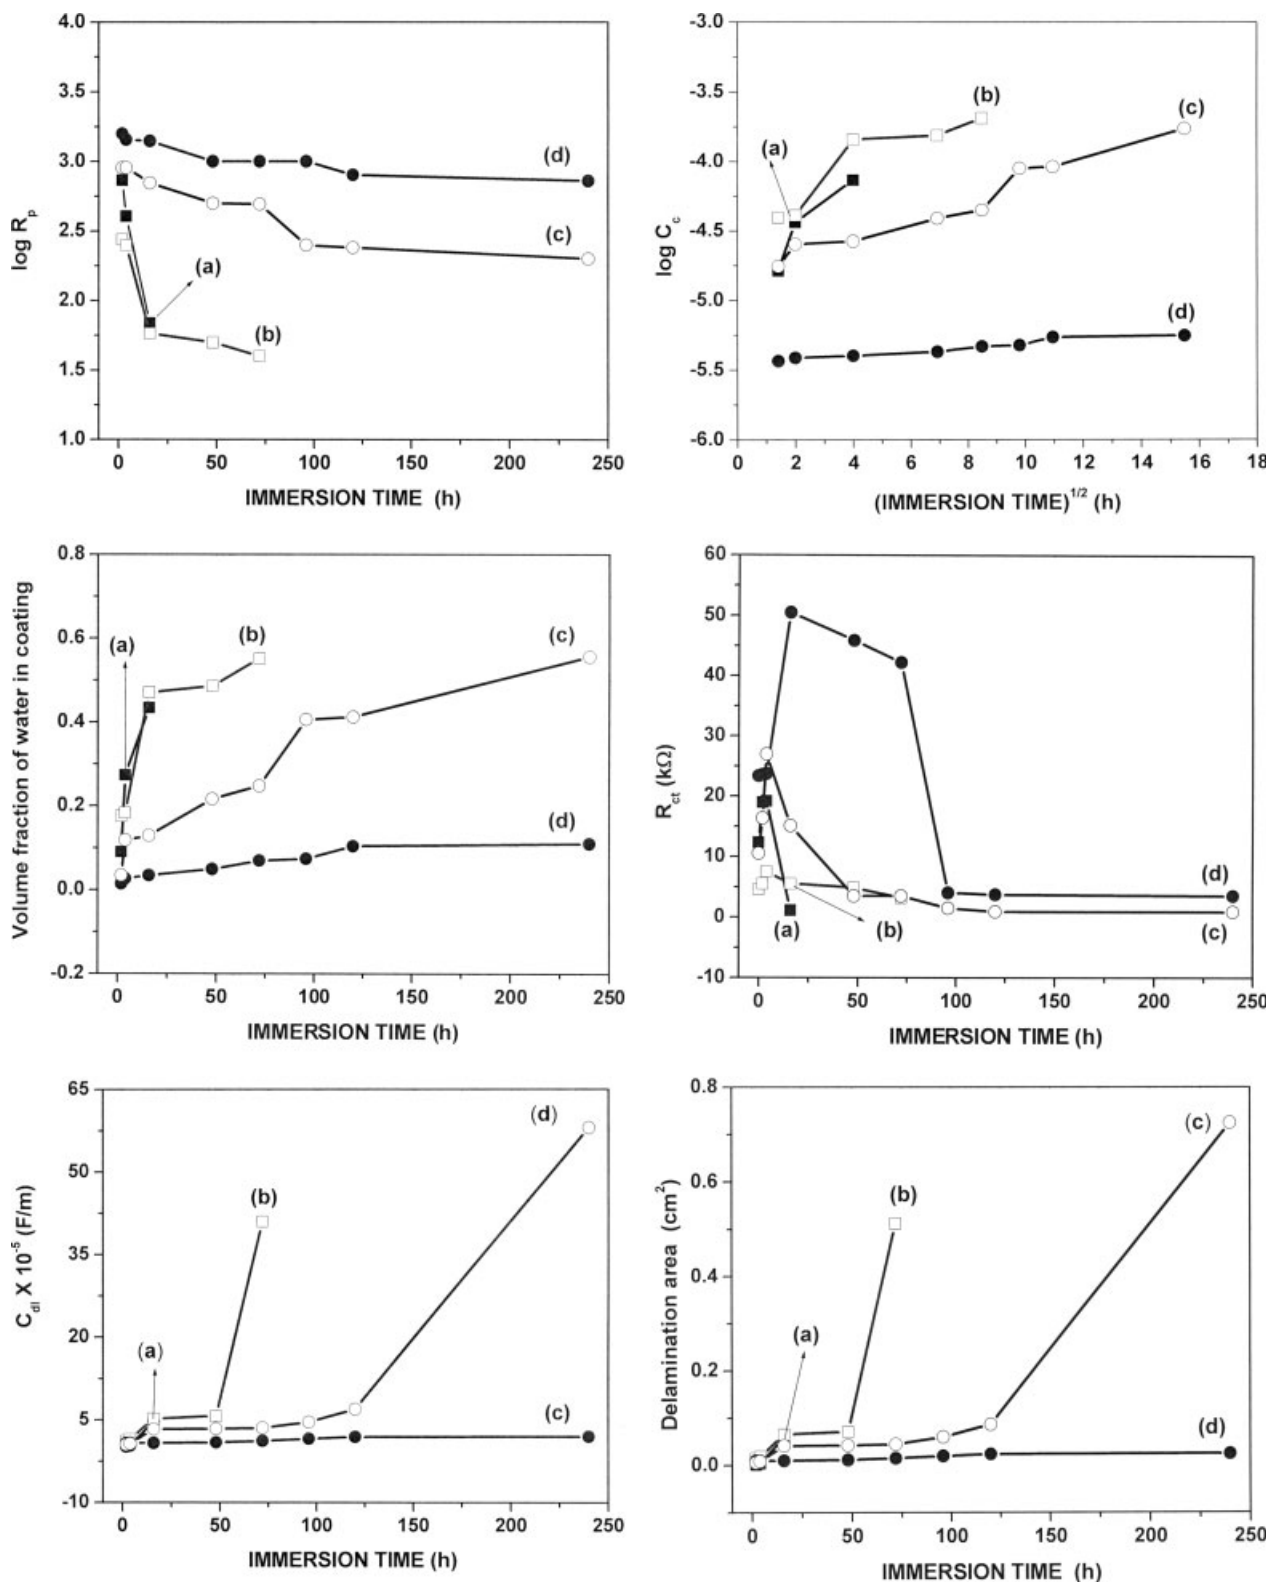 4.0
3.5
3.0
2.5
2.0
1.5
1.0
log Rp
(d)
(c)
(a)
(b)
0 50 100 150 200 250
IMMERSION TIME (h)
-3.0
-3.5
-4.0
-4.5
-5.0
-5.5
-6.0
log Cc
(b)
(c)
(a)
(d)
0 2 4 6 8 10 12 14 16 18
(IMMERSION TIME)1/2 (h)
0.8
0.6
0.4
0.2
0.0
-0.2
Volume fraction of water in coating
(a)
(b)
(c)
(d)
0 50 100 150 200 250
IMMERSION TIME (h)
60
50
40
30
20
10
0
-10
Rct (kΩ)
(d)
(a)
(b)
(c)
0 50 100 150 200 250
IMMERSION TIME (h)
65
50
35
20
5
-10
Cdl X 10-5 (F/m)
(d)
(b)
(a)
(c)
0 50 100 150 200 250
IMMERSION TIME (h)
0.8
0.6
0.4
0.2
0.0
Delamination area (cm2)
(c)
(b)
(a)
(d)
0 50 100 150 200 250
IMMERSION TIME (h)